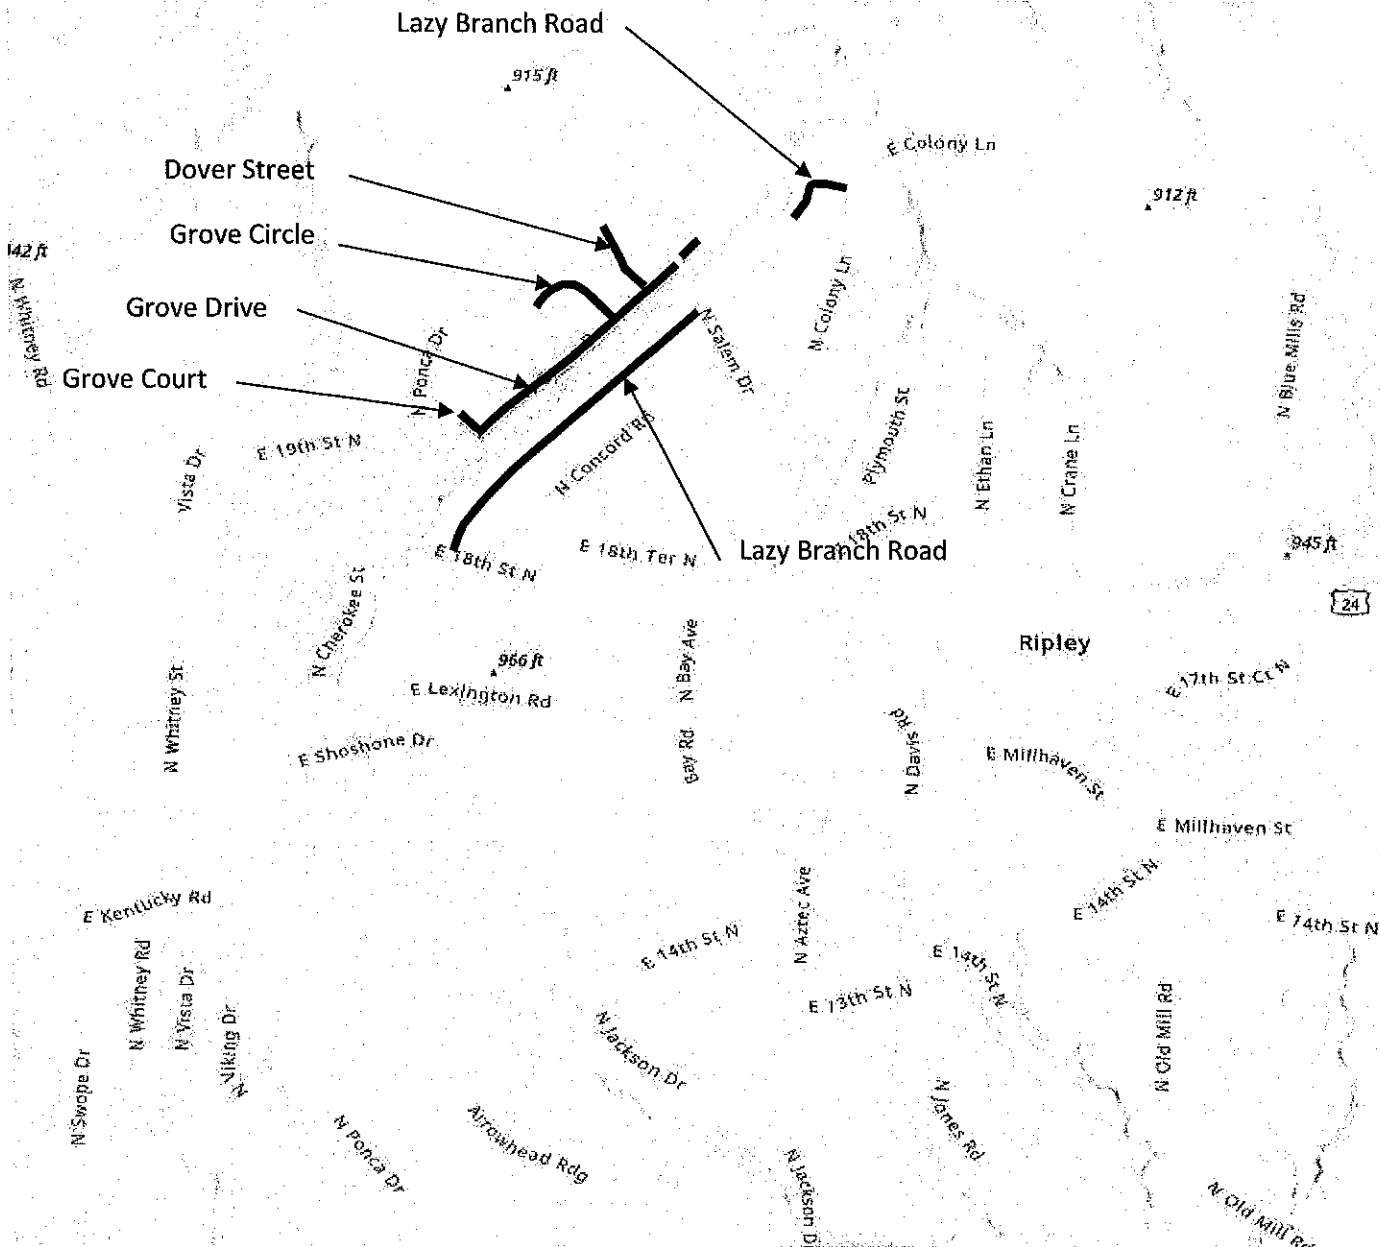 Lazy Branch Road
915 ft
E Colony Ln
Dover Street
912 ft
Grove Circle
42 ft
N Whitney Rd
Grove Drive
N Colony Ln
N Salem Dr
N Blue Mills Rd
N Ponca Dr
Grove Court
Plymouth St
E 19th St N
N Concord Rd
Vista Dr
N Ethan Ln
N Crane Ln
18th St N
E 18th St N
E 18th Ter N
Lazy Branch Road
945 ft
24
N Cherokee St
Ripley
966 ft
N Bay Ave
E Lexington Rd
E 17th St Ct N
N Whitney St
E Shoshone Dr
Bay Rd
N Davis Rd
E Millhaven St
E Millhaven St
E Kentucky Rd
E 14th St N
E 14th St N
N Aztec Ave
E 14th St N
E 14th St N
N Whitney Rd
N Vista Dr
N Viking Dr
E 13th St N
N Old Mill Rd
N Swope Dr
N Jackson Dr
N Jones Rd
N Ponca Dr
Arrowhead Rdg
N Jackson D
N Old Mill Rd